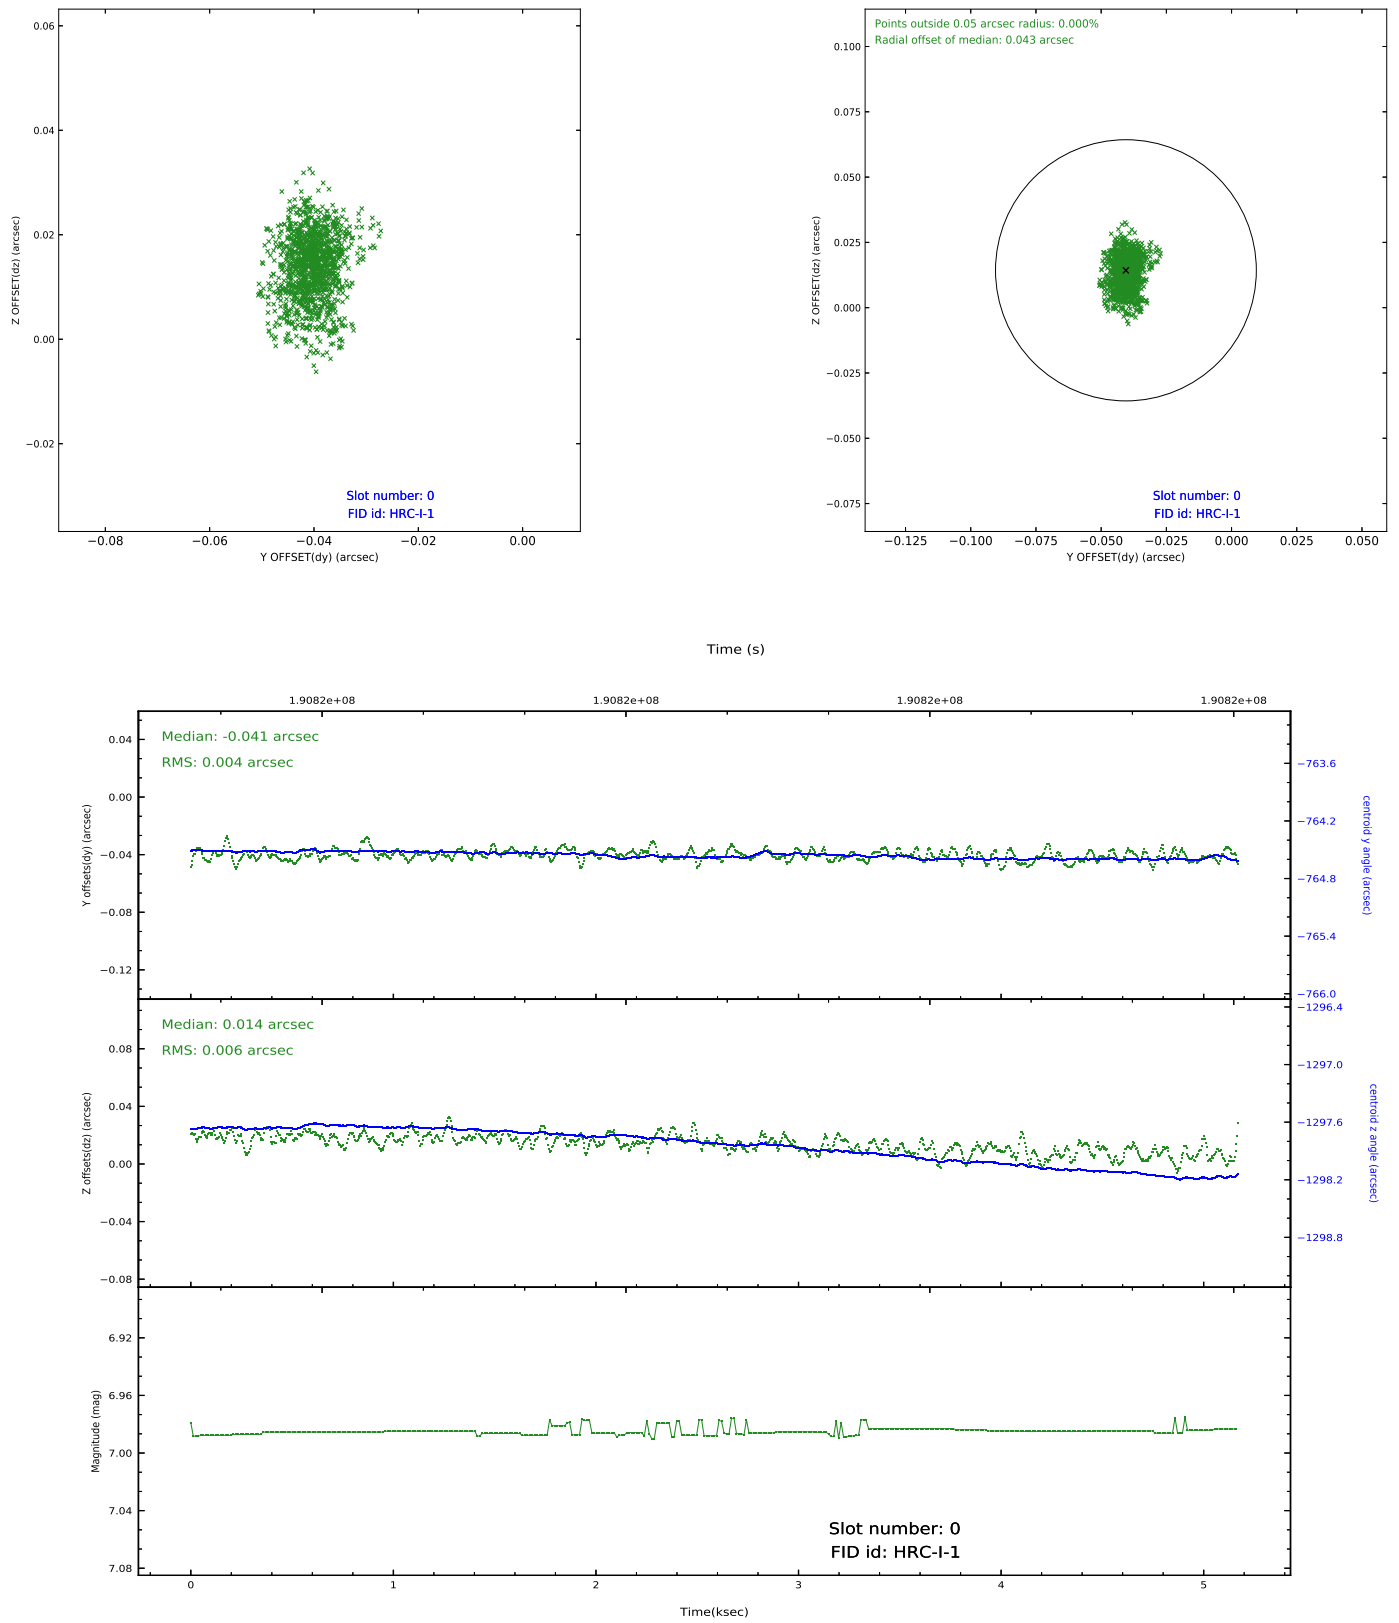 0.06
0.04
0.02
0.00
−0.02
Z OFFSET(dz) (arcsec)
Slot number: 0
FID id: HRC-I-1
−0.08 −0.06 −0.04 −0.02 0.00
Y OFFSET(dy) (arcsec)
Points outside 0.05 arcsec radius: 0.000%
Radial offset of median: 0.043 arcsec
0.100
0.075
0.050
0.025
0.000
−0.025
−0.050
−0.075
Z OFFSET(dz) (arcsec)
Slot number: 0
FID id: HRC-I-1
−0.125 −0.100 −0.075 −0.050 −0.025 0.000 0.025 0.050
Y OFFSET(dy) (arcsec)
Time (s)
1.9082e+08 1.9082e+08 1.9082e+08 1.9082e+08
Median: -0.041 arcsec
RMS: 0.004 arcsec
0.04
0.00
−0.04
−0.08
−0.12
Y offsets(dy) (arcsec)
−763.6
−764.2
−764.8
−765.4
−766.0
centroid y angle (arcsec)
Median: 0.014 arcsec
RMS: 0.006 arcsec
0.08
0.04
0.00
−0.04
−0.08
Z offsets(dz) (arcsec)
−1296.4
−1297.0
−1297.6
−1298.2
−1298.8
centroid z angle (arcsec)
6.92
6.96
7.00
7.04
7.08
Magnitude (mag)
Slot number: 0
FID id: HRC-I-1
0 1 2 3 4 5
Time(ksec)